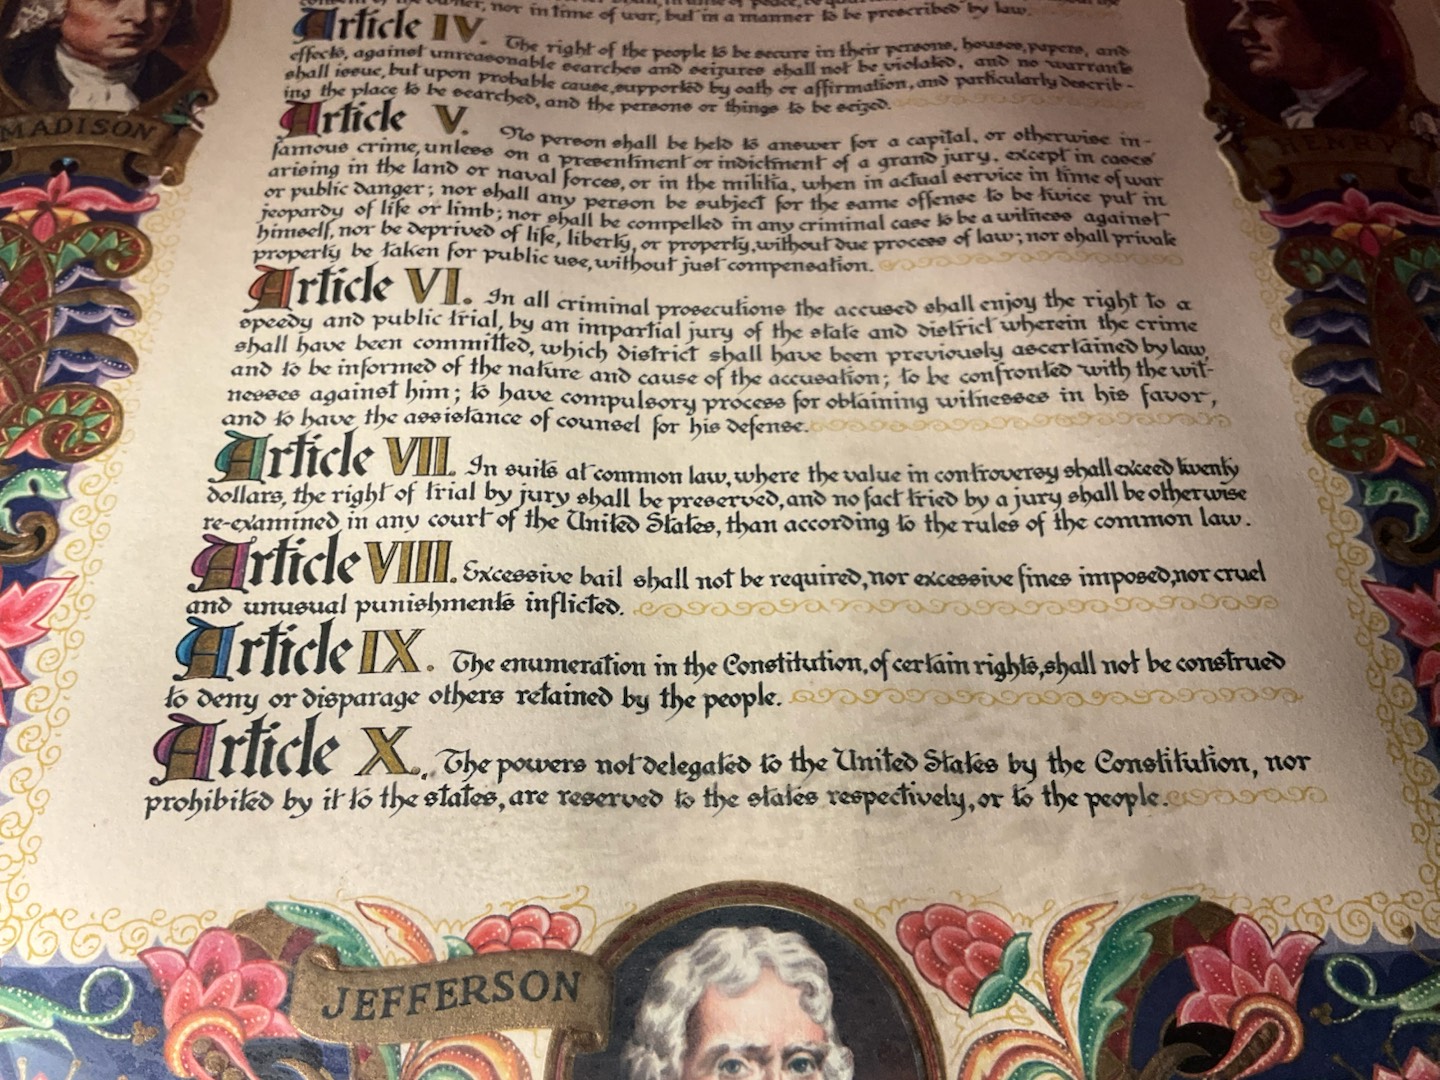 consent of the owner, nor in time of war, but in a manner to be prescribed by law.
Article IV. The right of the people to be secure in their persons, houses, papers, and
effects, against unreasonable searches and seizures shall not be violated, and no warrants
shall issue, but upon probable cause, supported by oath or affirmation, and particularly describ-
ing the place to be searched, and the persons or things to be seized.
MADISON
HENRY
Article V. No person shall be held to answer for a capital, or otherwise in-
famous crime, unless on a presentment or indictment of a grand jury, except in cases
arising in the land or naval forces, or in the militia, when in actual service in time of war
or public danger; nor shall any person be subject for the same offense to be twice put in
jeopardy of life or limb; nor shall be compelled in any criminal case to be a witness against
himself, nor be deprived of life, liberty, or property, without due process of law; nor shall private
property be taken for public use, without just compensation.
Article VI. In all criminal prosecutions the accused shall enjoy the right to a
speedy and public trial, by an impartial jury of the state and district wherein the crime
shall have been committed, which district shall have been previously ascertained by law,
and to be informed of the nature and cause of the accusation; to be confronted with the wit-
nesses against him; to have compulsory process for obtaining witnesses in his favor,
and to have the assistance of counsel for his defense.
Article VII. In suits at common law, where the value in controversy shall exceed twenty
dollars, the right of trial by jury shall be preserved, and no fact tried by a jury shall be otherwise
re-examined in any court of the United States, than according to the rules of the common law.
Article VIII. Excessive bail shall not be required, nor excessive fines imposed, nor cruel
and unusual punishments inflicted.
Article IX. The enumeration in the Constitution, of certain rights, shall not be construed
to deny or disparage others retained by the people.
Article X. The powers not delegated to the United States by the Constitution, nor
prohibited by it to the states, are reserved to the states respectively, or to the people.
JEFFERSON